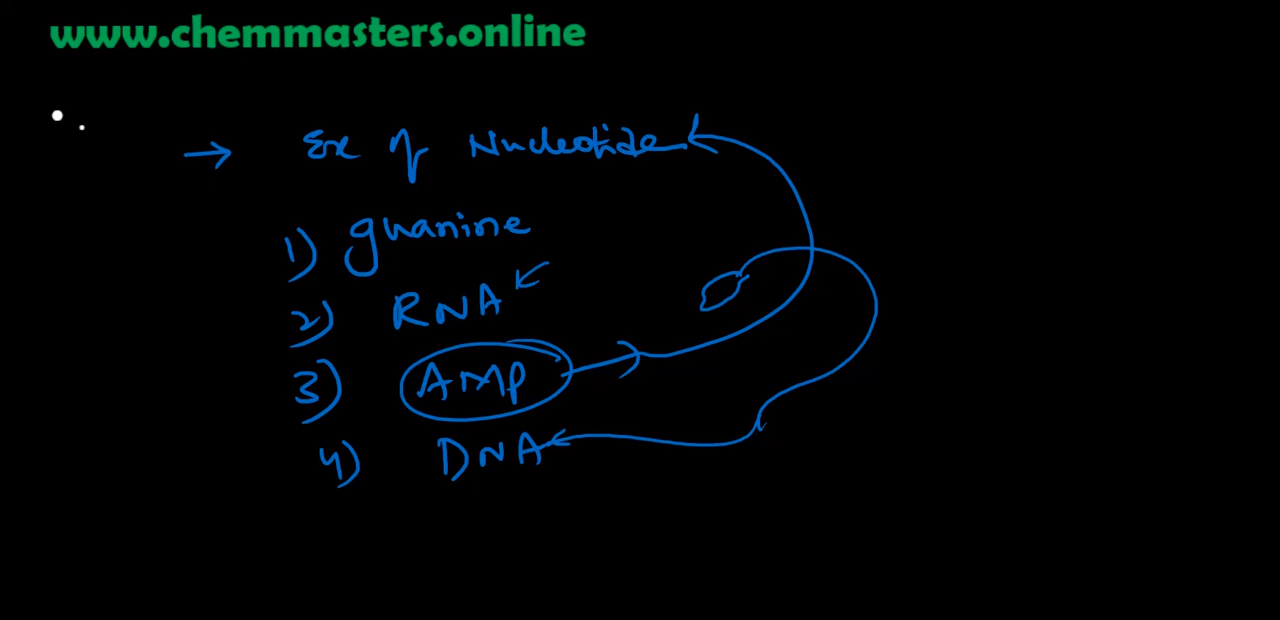 www.chemmasters.online
→ Ex of Nucleotide
1) guanine
2) RNA
3) AMP
4) DNA